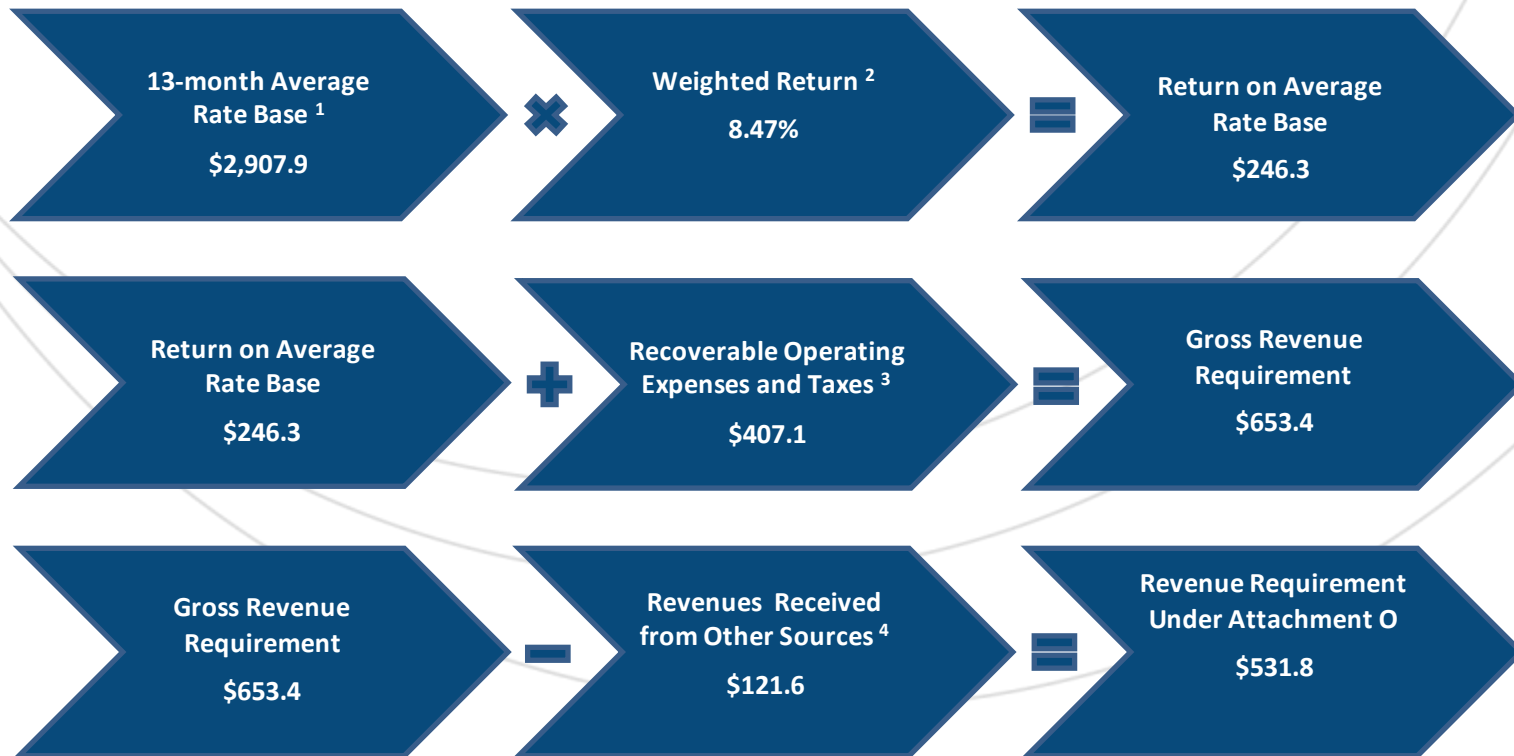 13-month Average
Rate Base ¹
$2,907.9
Weighted Return ²
8.47%
Return on Average
Rate Base
$246.3
Return on Average
Rate Base
$246.3
Recoverable Operating
Expenses and Taxes ³
$407.1
Gross Revenue
Requirement
$653.4
Gross Revenue
Requirement
$653.4
Revenues Received
from Other Sources ⁴
$121.6
Revenue Requirement
Under Attachment O
$531.8